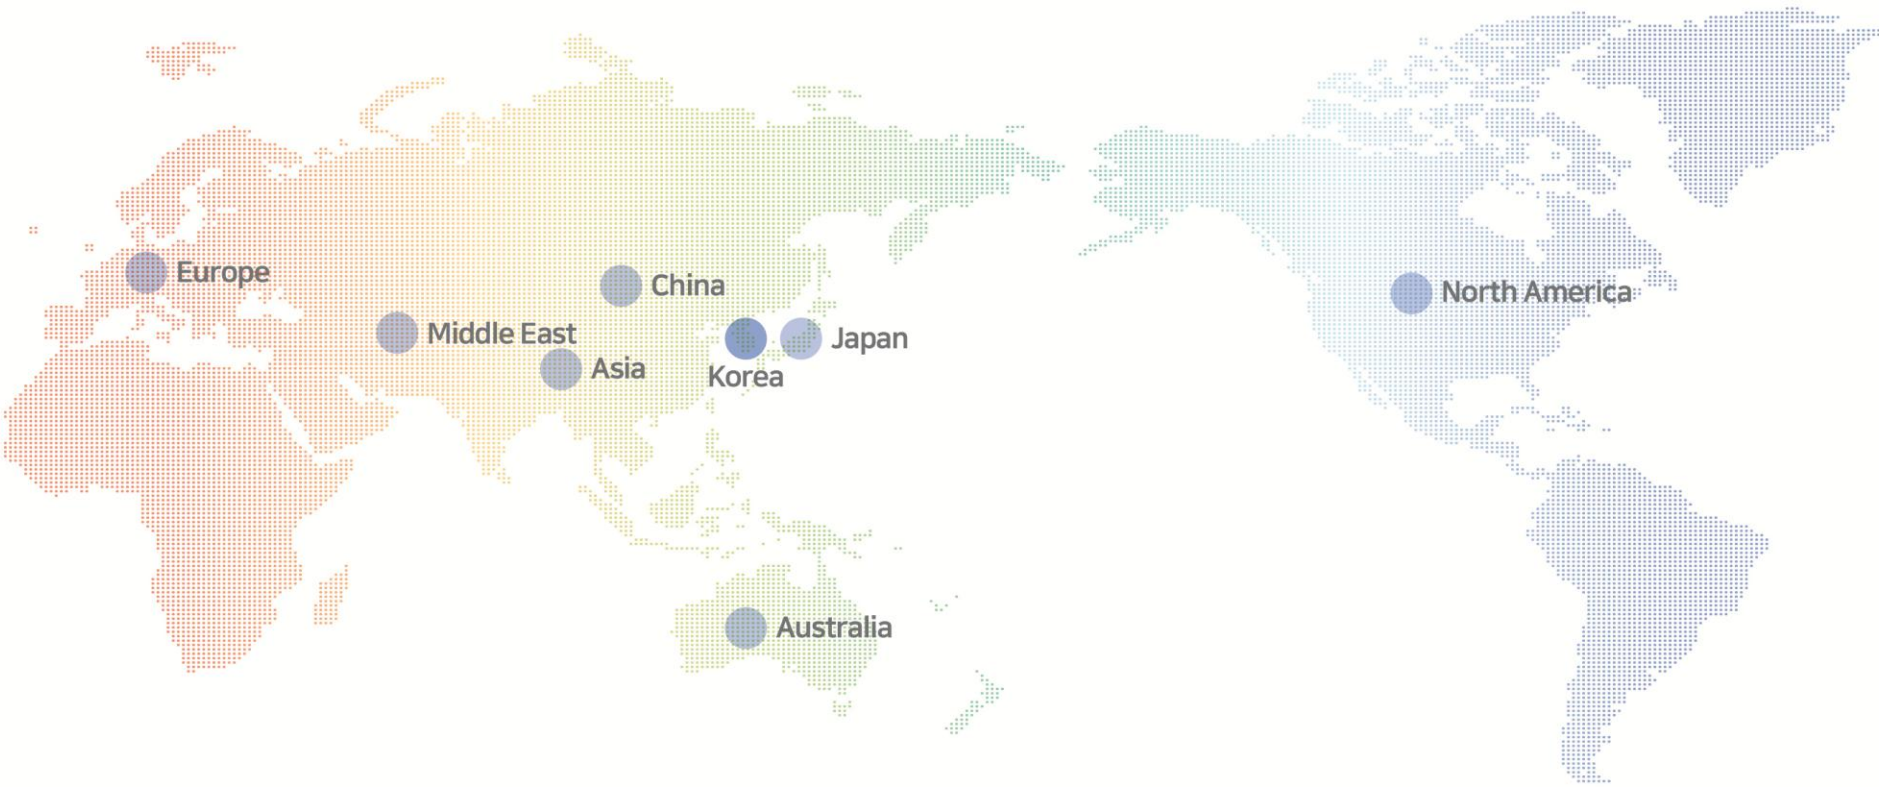 Europe
China
North America
Middle East
Japan
Asia
Korea
Australia